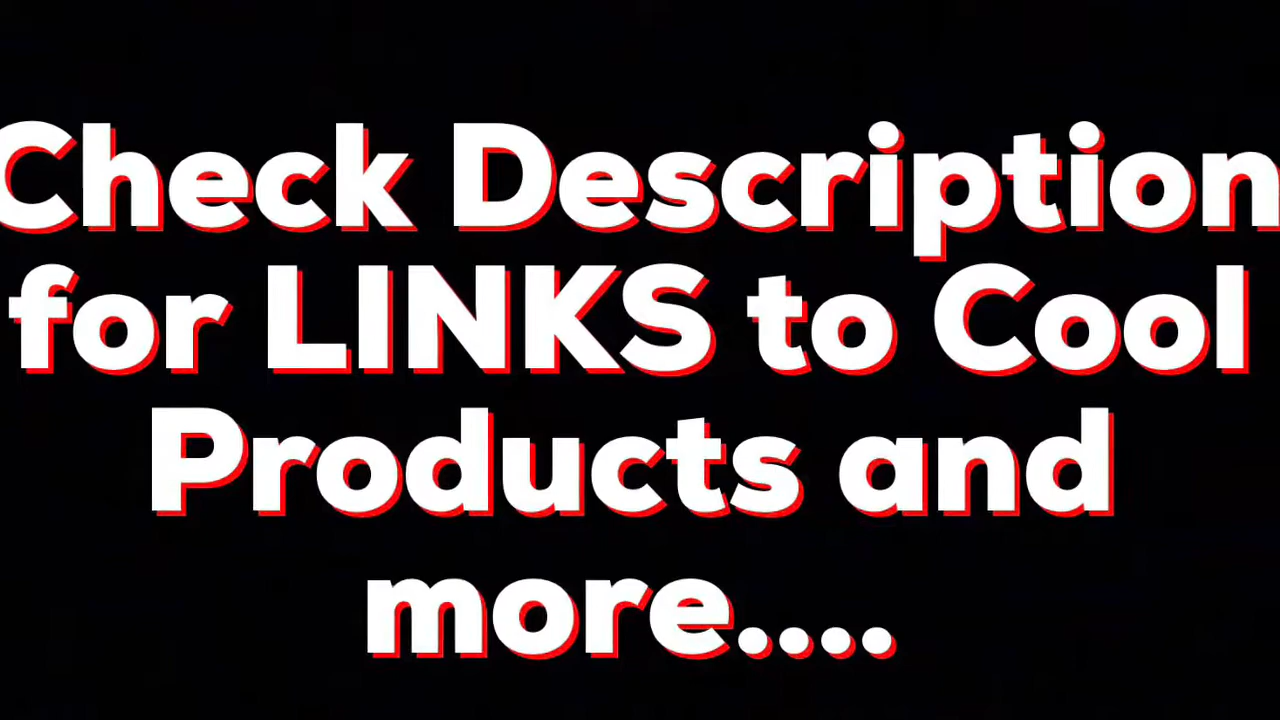 Check Description
for LINKS to Cool
Products and
more....